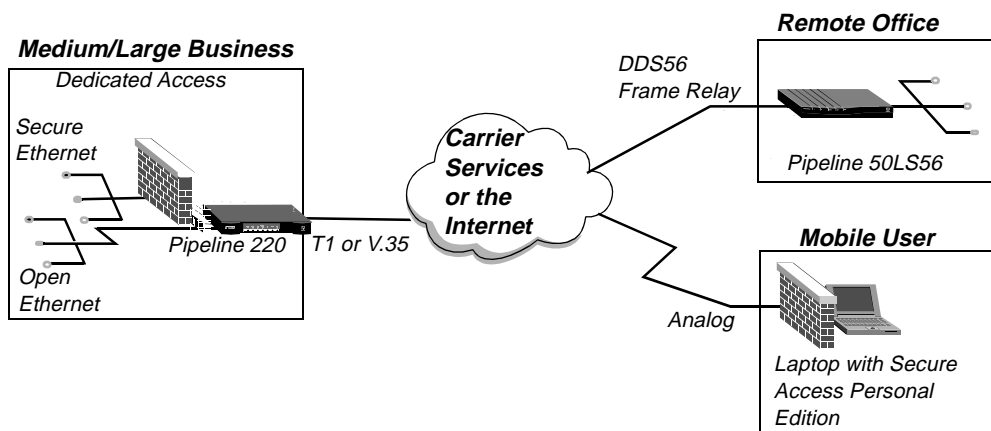 Medium/Large Business
Dedicated Access
Secure
Ethernet
Open
Ethernet
Pipeline 220
T1 or V.35
Carrier
Services
or the
Internet
DDS56
Frame Relay
Remote Office
Pipeline 50LS56
Analog
Mobile User
Laptop with Secure
Access Personal
Edition